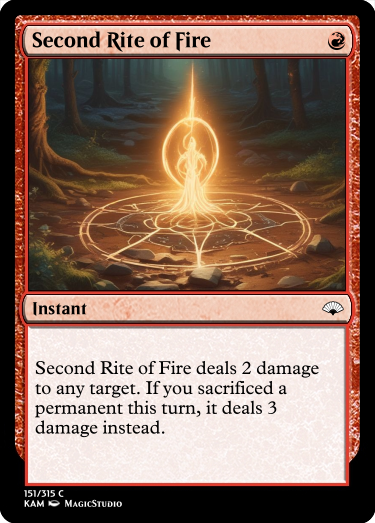 Second Rite of Fire
Instant
Second Rite of Fire deals 2 damage
to any target. If you sacrificed a
permanent this turn, it deals 3
damage instead.
151/315 C
KAM MagicStudio